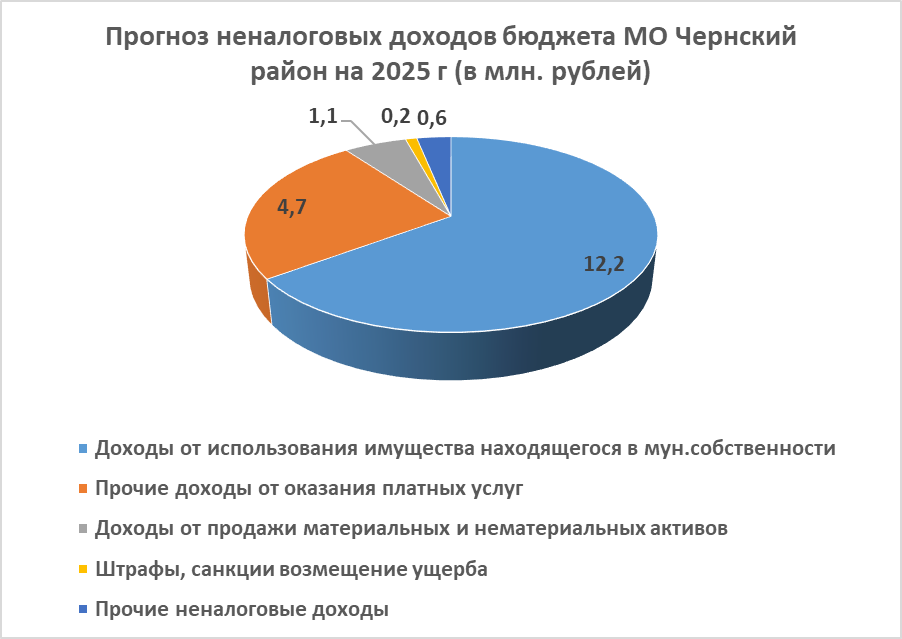 Прогноз неналоговых доходов бюджета МО Чернский
район на 2025 г (в млн. рублей)
1,1
0,2
0,6
4,7
12,2
Доходы от использования имущества находящегося в мун.собственности
Прочие доходы от оказания платных услуг
Доходы от продажи материальных и нематериальных активов
Штрафы, санкции возмещение ущерба
Прочие неналоговые доходы